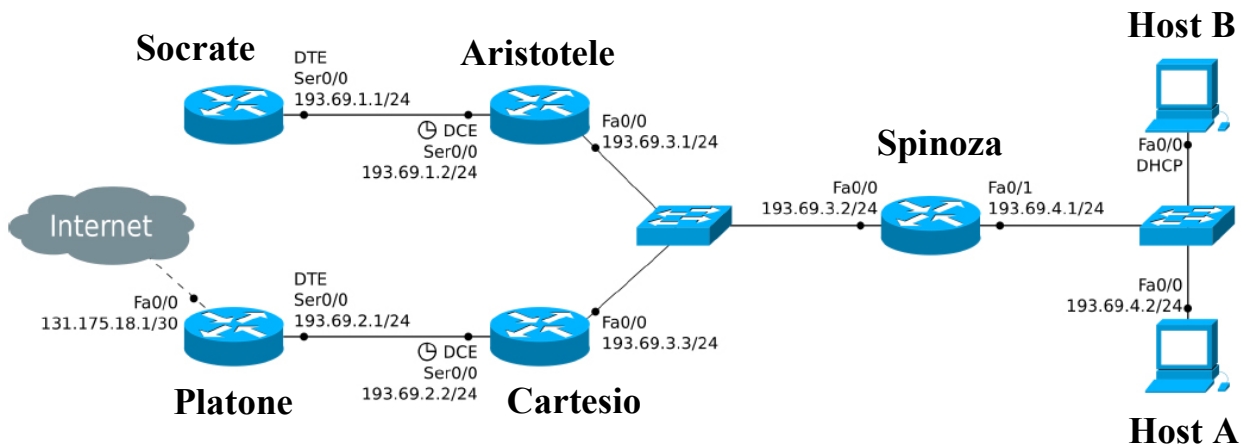 Socrate
DTE
Ser0/0
193.69.1.1/24
Aristotele
DCE
Ser0/0
193.69.1.2/24
Fa0/0
193.69.3.1/24
Internet
Fa0/0
131.175.18.1/30
DTE
Ser0/0
193.69.2.1/24
Platone
DCE
Ser0/0
193.69.2.2/24
Fa0/0
193.69.3.3/24
Cartesio
Spinoza
Fa0/0
193.69.3.2/24
Fa0/1
193.69.4.1/24
Host B
Fa0/0
DHCP
Fa0/0
193.69.4.2/24
Host A